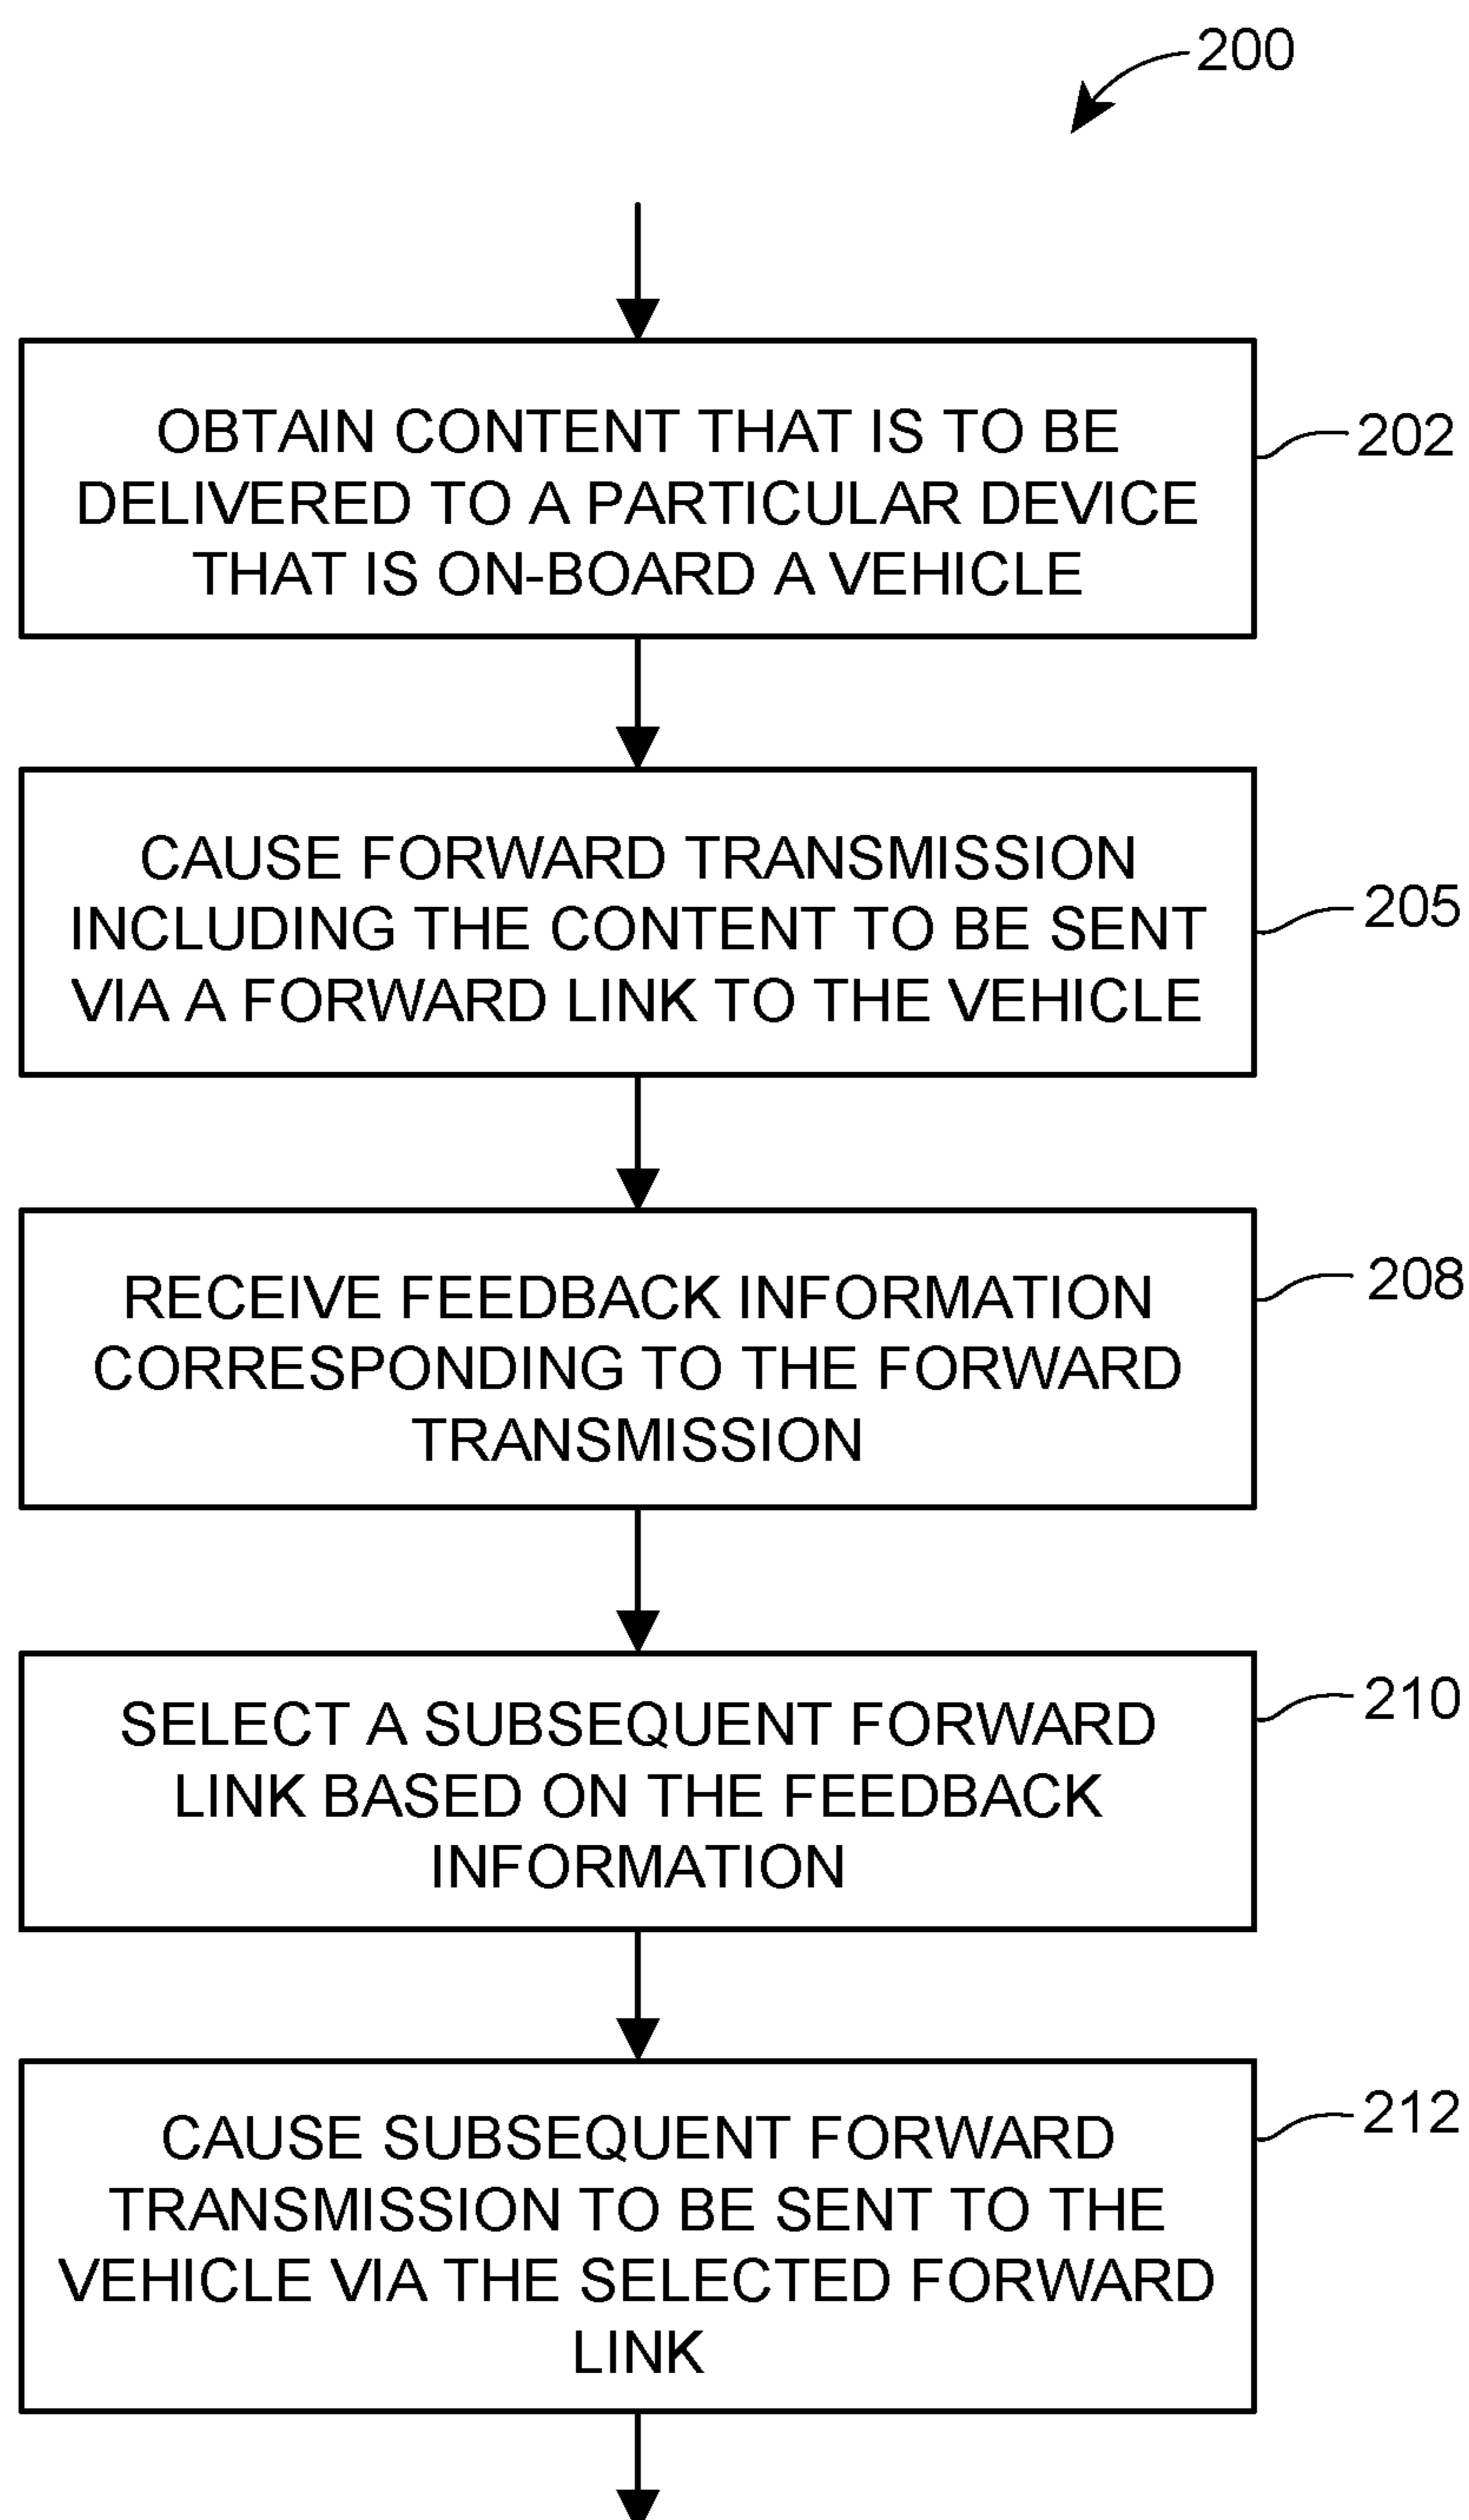 200
OBTAIN CONTENT THAT IS TO BE
DELIVERED TO A PARTICULAR DEVICE
THAT IS ON-BOARD A VEHICLE
202
CAUSE FORWARD TRANSMISSION
INCLUDING THE CONTENT TO BE SENT
VIA A FORWARD LINK TO THE VEHICLE
205
RECEIVE FEEDBACK INFORMATION
CORRESPONDING TO THE FORWARD
TRANSMISSION
208
SELECT A SUBSEQUENT FORWARD
LINK BASED ON THE FEEDBACK
INFORMATION
210
CAUSE SUBSEQUENT FORWARD
TRANSMISSION TO BE SENT TO THE
VEHICLE VIA THE SELECTED FORWARD
LINK
212